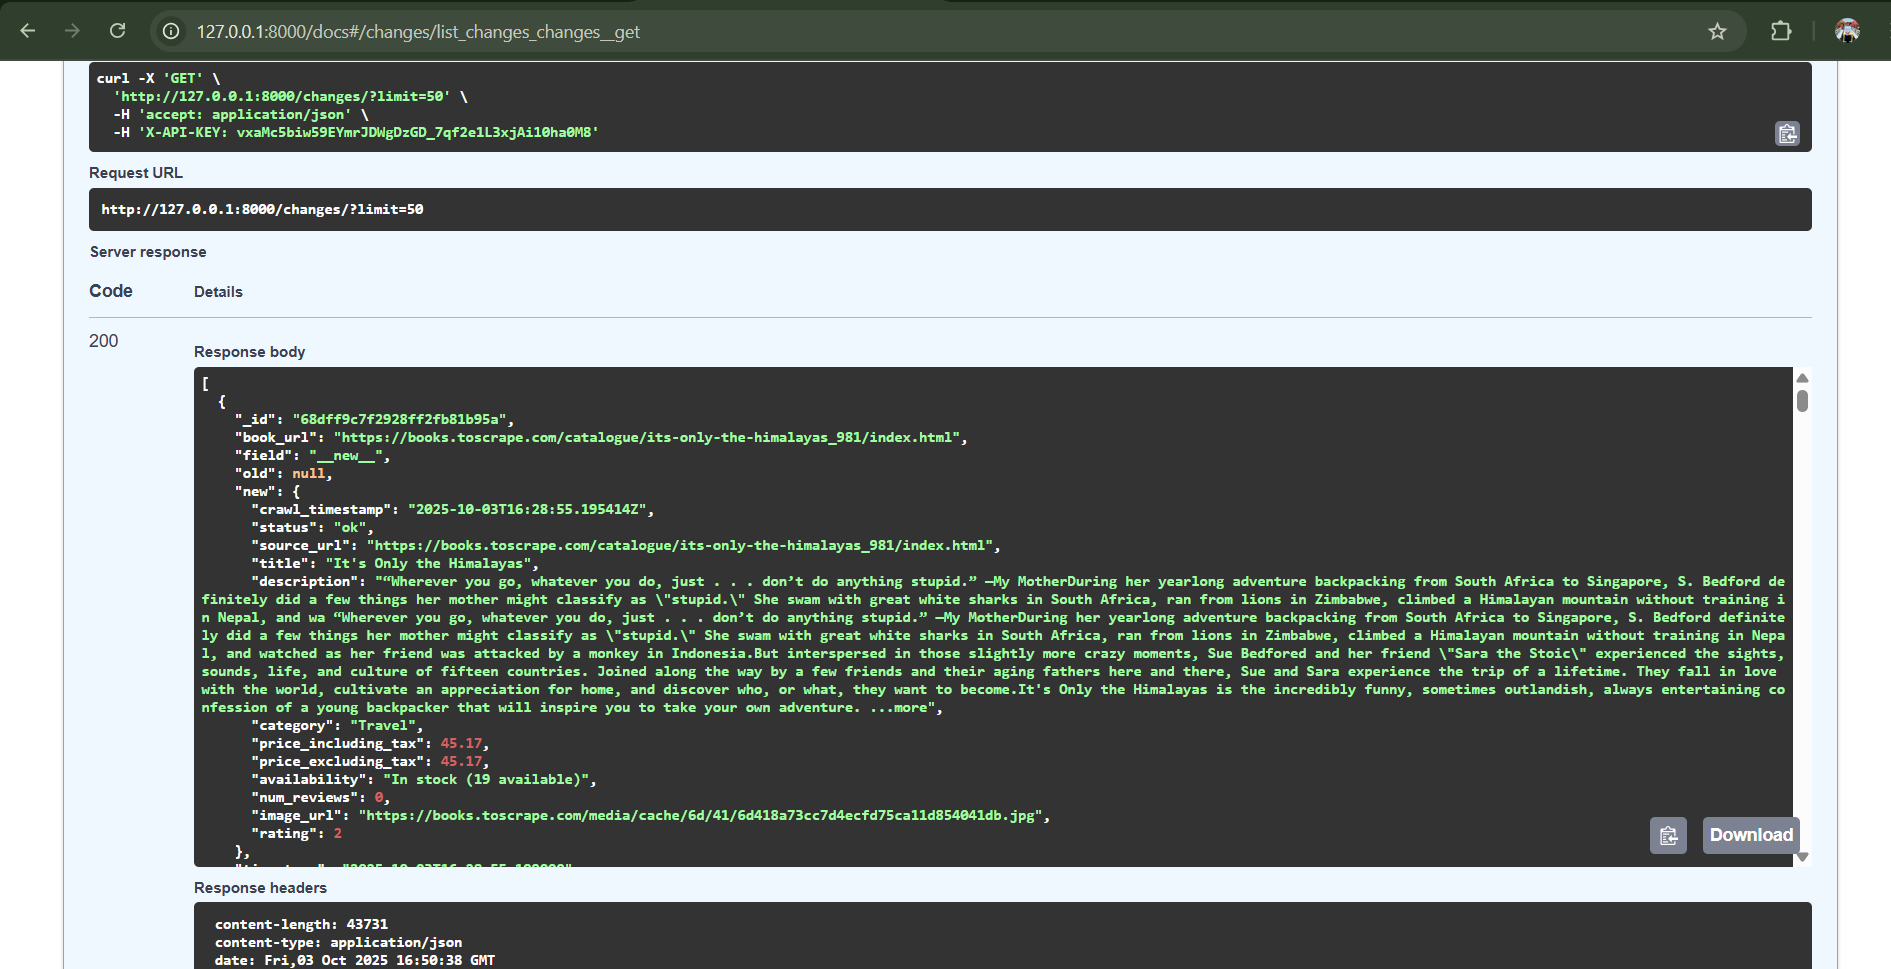 127.0.0.1:8000/docs#/changes/list_changes_changes__get
curl -X 'GET' \
'http://127.0.0.1:8000/changes/?limit=50' \
-H 'accept: application/json' \
-H 'X-API-KEY: vxaMc5biw59EYmrJDWgDzGD_7qf2elL3xjAi10ha0M8'
Request URL
http://127.0.0.1:8000/changes/?limit=50
Server response
Code Details
200
Response body
[
{
"_id": "68dff9c7f2928ff2fb81b95a",
"book_url": "https://books.toscrape.com/catalogue/its-only-the-himalayas_981/index.html",
"field": "__new__",
"old": null,
"new": {
"crawl_timestamp": "2025-10-03T16:28:55.195414Z",
"status": "ok",
"source_url": "https://books.toscrape.com/catalogue/its-only-the-himalayas_981/index.html",
"title": "It's Only the Himalayas",
"description": "“Wherever you go, whatever you do, just . . . don’t do anything stupid.” —My MotherDuring her yearlong adventure backpacking from South Africa to Singapore, S. Bedford de
finitely did a few things her mother might classify as \"stupid.\" She swam with great white sharks in South Africa, ran from lions in Zimbabwe, climbed a Himalayan mountain without training i
n Nepal, and wa “Wherever you go, whatever you do, just . . . don’t do anything stupid.” —My MotherDuring her yearlong adventure backpacking from South Africa to Singapore, S. Bedford definite
ly did a few things her mother might classify as \"stupid.\" She swam with great white sharks in South Africa, ran from lions in Zimbabwe, climbed a Himalayan mountain without training in Nepa
l, and watched as her friend was attacked by a monkey in Indonesia.But interspersed in those slightly more crazy moments, Sue Bedfored and her friend \"Sara the Stoic\" experienced the sights,
sounds, life, and culture of fifteen countries. Joined along the way by a few friends and their aging fathers here and there, Sue and Sara experience the trip of a lifetime. They fall in love
with the world, cultivate an appreciation for home, and discover who, or what, they want to become.It's Only the Himalayas is the incredibly funny, sometimes outlandish, always entertaining co
nfession of a young backpacker that will inspire you to take your own adventure. ...more",
"category": "Travel",
"price_including_tax": 45.17,
"price_excluding_tax": 45.17,
"availability": "In stock (19 available)",
"num_reviews": 0,
"image_url": "https://books.toscrape.com/media/cache/6d/41/6d418a73cc7d4ecfd75ca11d854041db.jpg",
"rating": 2
},
Download
Response headers
content-length: 43731
content-type: application/json
date: Fri,03 Oct 2025 16:50:38 GMT